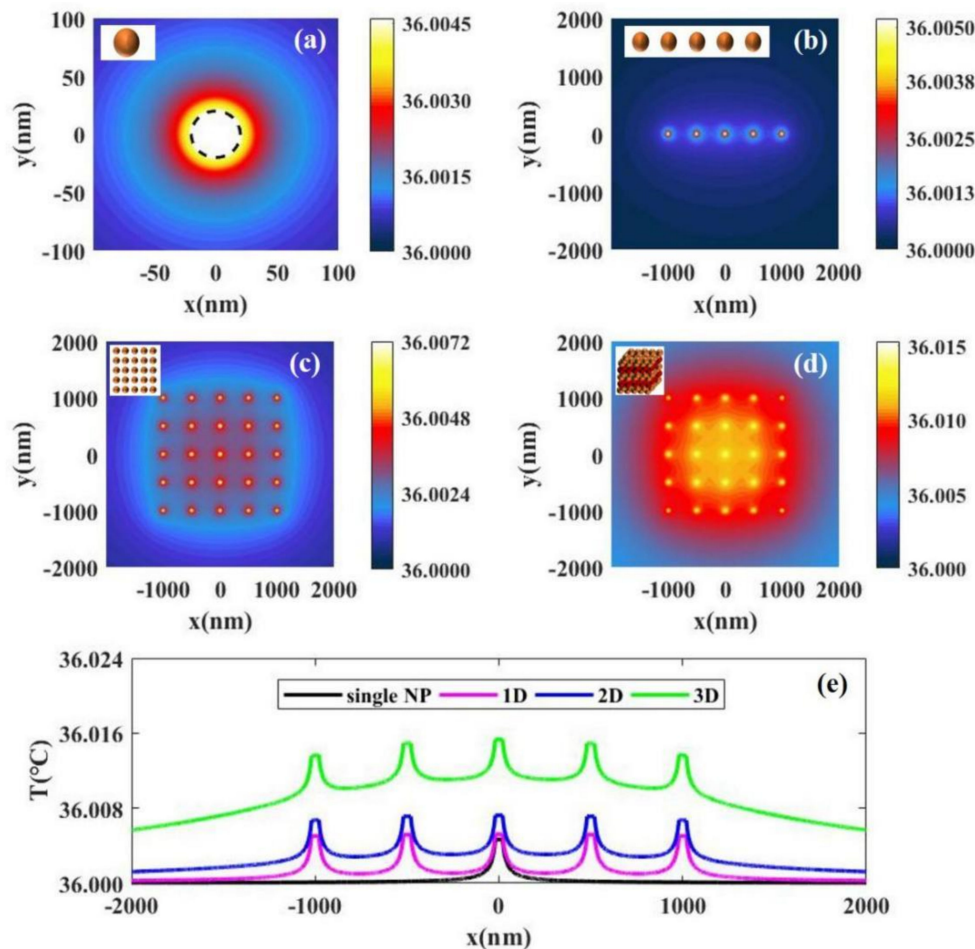 (a)
100
50
0
-50
-100
y(nm)
-50 0 50 100
x(nm)
36.0045
36.0030
36.0015
36.0000
(b)
2000
1000
0
-1000
-2000
y(nm)
-1000 0 1000 2000
x(nm)
36.0050
36.0038
36.0025
36.0013
36.0000
(c)
2000
1000
0
-1000
-2000
y(nm)
-1000 0 1000 2000
x(nm)
36.0072
36.0048
36.0024
36.0000
(d)
2000
1000
0
-1000
-2000
y(nm)
-1000 0 1000 2000
x(nm)
36.015
36.010
36.005
36.000
(e)
single NP 1D 2D 3D
36.024
36.016
36.008
36.000
T(°C)
-2000 -1000 0 1000 2000
x(nm)